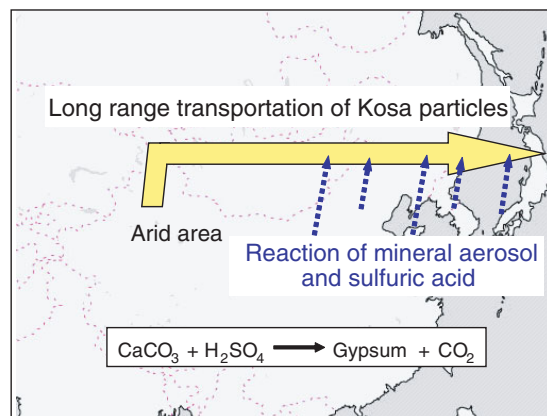 Long range transportation of Kosa particles
Arid area
Reaction of mineral aerosol
and sulfuric acid
CaCO₃ + H₂SO₄ → Gypsum + CO₂